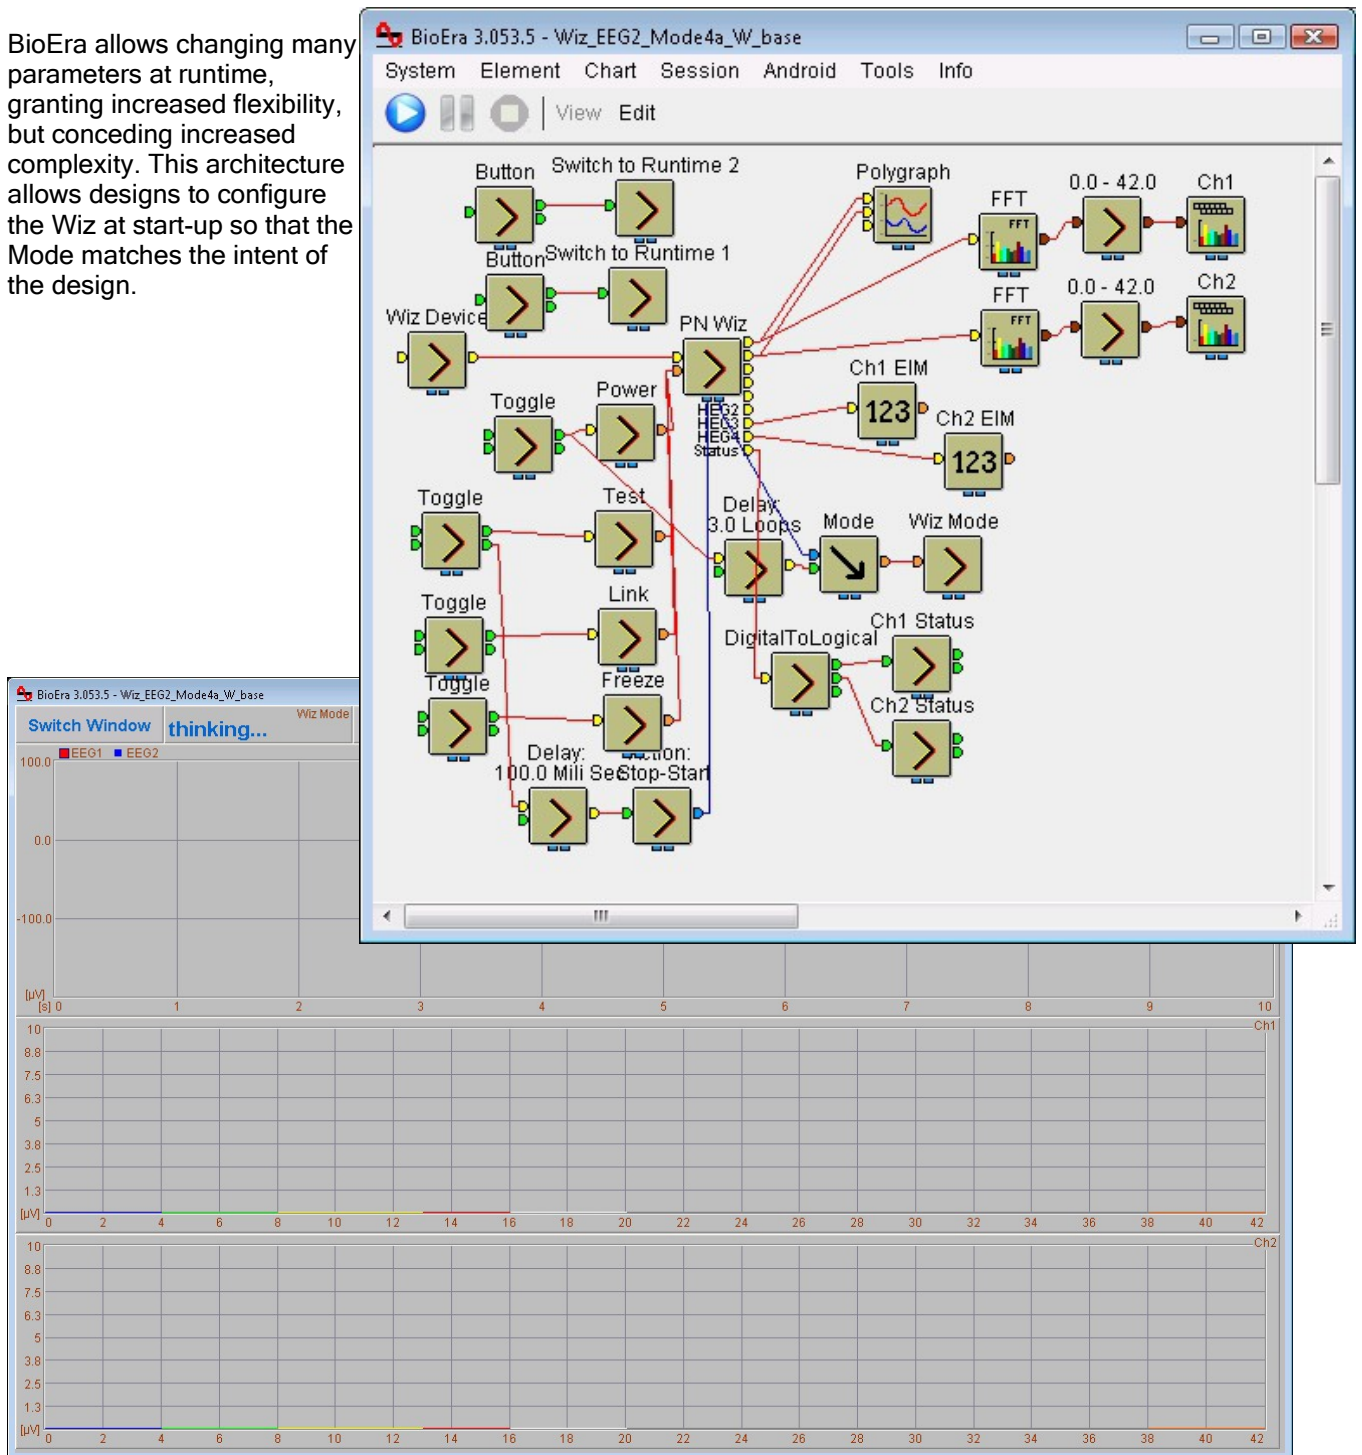 BioEra allows changing many
parameters at runtime,
granting increased flexibility,
but conceding increased
complexity. This architecture
allows designs to configure
the Wiz at start-up so that the
Mode matches the intent of
the design.
BioEra 3.053.5 - Wiz_EEG2_Mode4a_W_base
System Element Chart Session Android Tools Info
View Edit
Button Switch to Runtime 2
Polygraph
FFT
0.0 - 42.0
Ch1
FFT
Button Switch to Runtime 1
FFT
0.0 - 42.0
Ch2
FFT
Wiz Device
PN Wiz
HEG2
HEG3
HEG4
Status
Ch1 EIM
123
Ch2 EIM
123
Toggle Power
Toggle Test
Delay:
3.0 Loops
Mode
Wiz Mode
Toggle Link
DigitalToLogical
Ch1 Status
Toggle Freeze
Ch2 Status
Delay:
100.0 Mili Sec
Stop-Start
BioEra 3.053.5 - Wiz_EEG2_Mode4a_W_base
Switch Window thinking... Wiz Mode
EEG1 EEG2
100.0
0.0
-100.0
[µV]
[s] 0 1 2 3 4 5 6 7 8 9 10
Ch1
10
8.8
7.5
6.3
5
3.8
2.5
1.3
[µV] 0 2 4 6 8 10 12 14 16 18 20 22 24 26 28 30 32 34 36 38 40 42
Ch2
10
8.8
7.5
6.3
5
3.8
2.5
1.3
[µV] 0 2 4 6 8 10 12 14 16 18 20 22 24 26 28 30 32 34 36 38 40 42